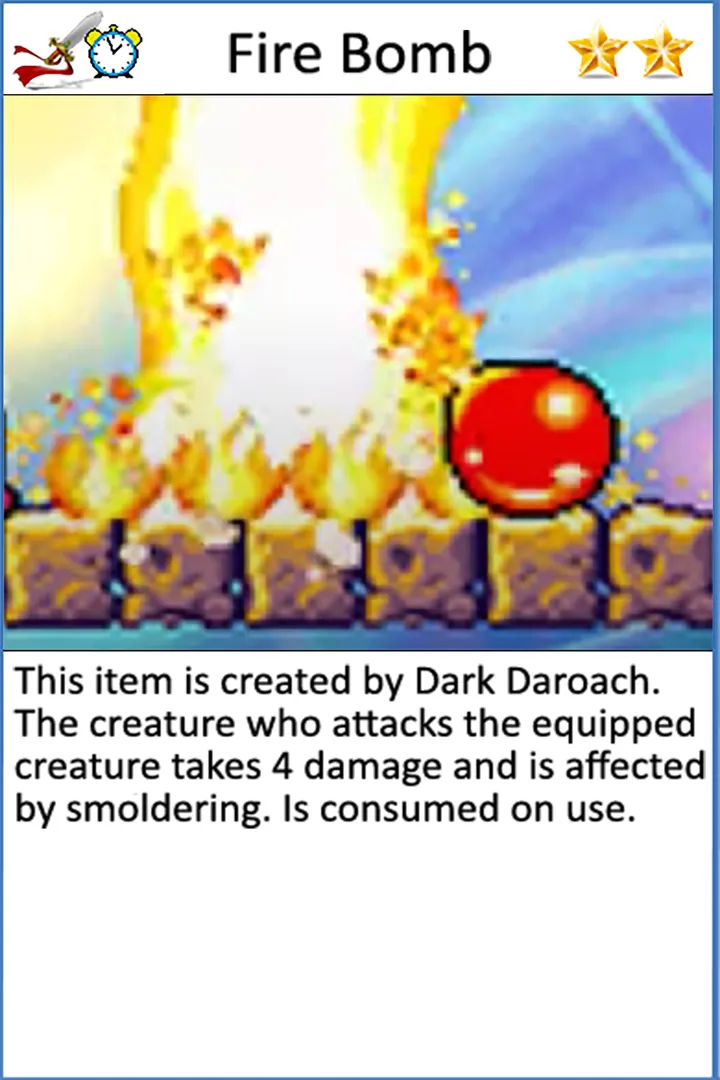 Fire Bomb
This item is created by Dark Daroach.
The creature who attacks the equipped
creature takes 4 damage and is affected
by smoldering. Is consumed on use.